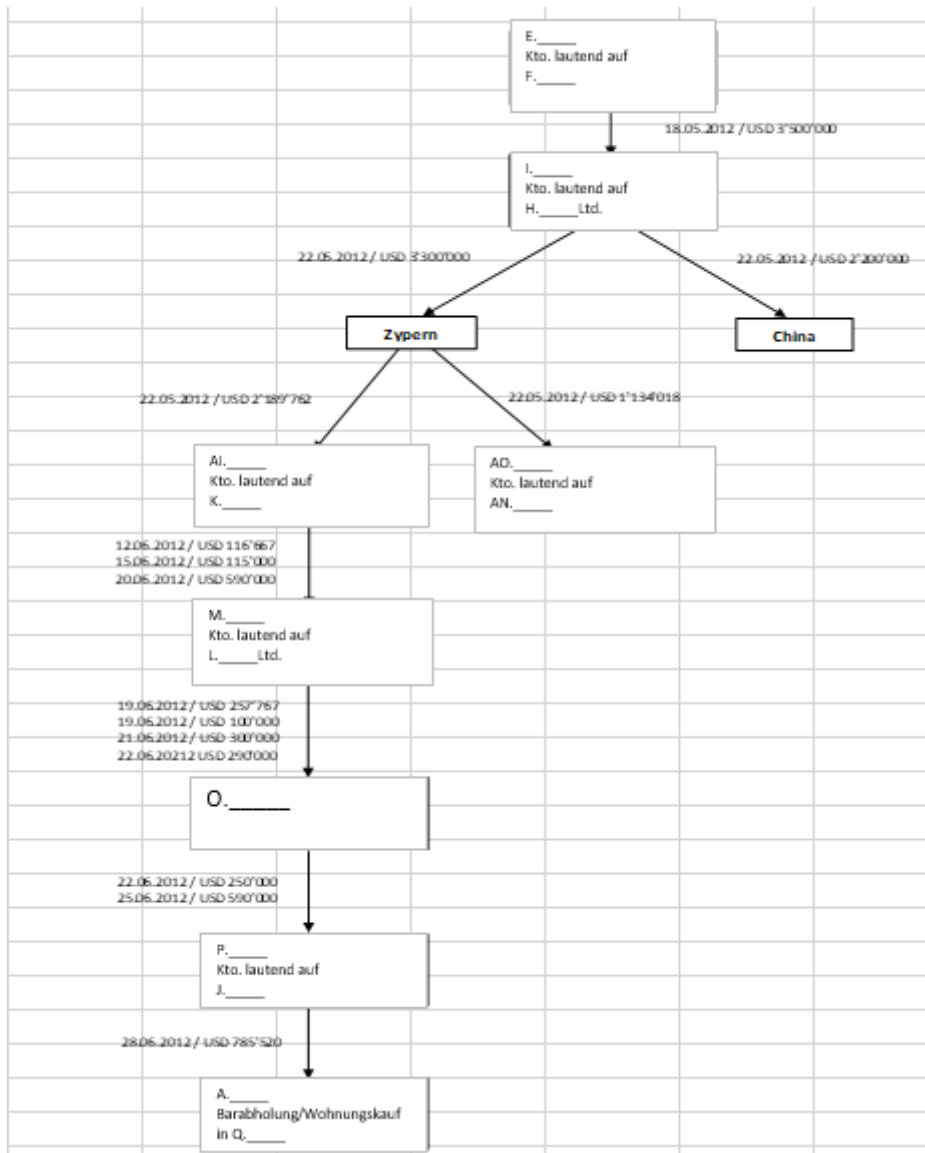 E._____
Kto. lautend auf
F._____
18.05.2012 / USD 3'500'000
I._____
Kto. lautend auf
H._____Ltd.
22.05.2012 / USD 3'300'000
22.05.2012 / USD 2'200'000
Zypern
China
22.05.2012 / USD 2'189'762
22.05.2012 / USD 1'134'018
AI._____
Kto. lautend auf
K._____
AO._____
Kto. lautend auf
AN._____
12.06.2012 / USD 116'667
15.06.2012 / USD 115'000
20.06.2012 / USD 590'000
M._____
Kto. lautend auf
L._____Ltd.
19.06.2012 / USD 257'767
19.06.2012 / USD 100'000
21.06.2012 / USD 300'000
22.06.20212 USD 290'000
O._____
22.06.2012 / USD 250'000
25.06.2012 / USD 590'000
P._____
Kto. lautend auf
J._____
28.06.2012 / USD 785'520
A._____
Barabholung/Wohnungskauf
in Q._____